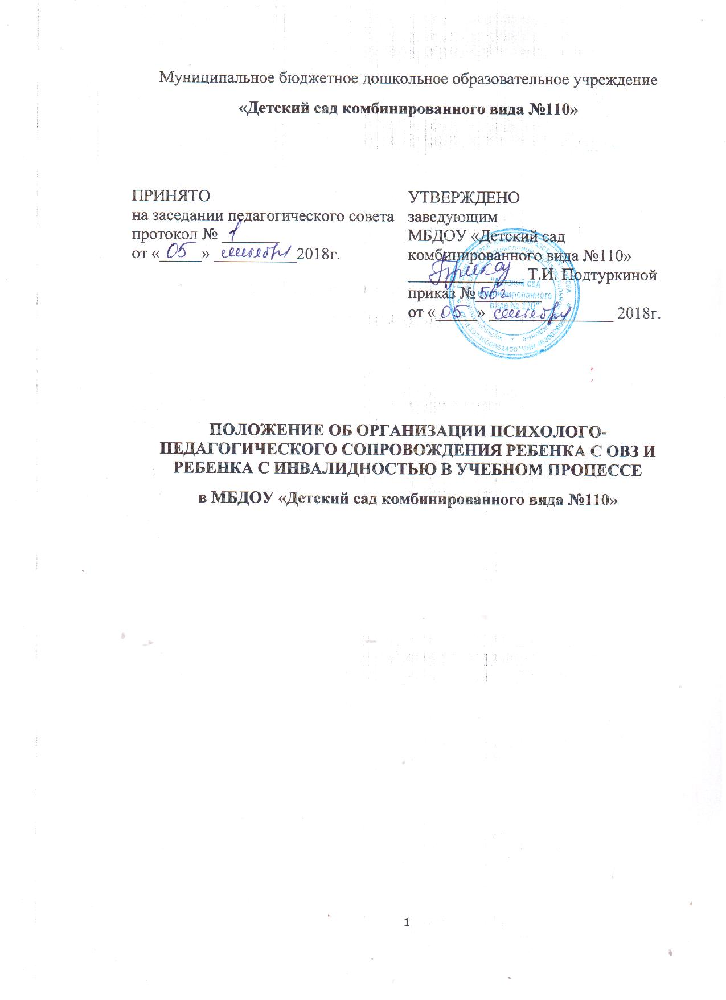 Муниципальное бюджетное дошкольное образовательное учреждение
«Детский сад комбинированного вида №110»
ПРИНЯТО
на заседании педагогического совета
протокол № 1
от «05» сентября 2018г.
УТВЕРЖДЕНО
заведующим
МБДОУ «Детский сад
комбинированного вида №110»
Т.И. Подтуркиной
приказ № 56г
от «05» сентября 2018г.
"Детский сад
комбинированного
вида № 110"
ПОЛОЖЕНИЕ ОБ ОРГАНИЗАЦИИ ПСИХОЛОГО-
ПЕДАГОГИЧЕСКОГО СОПРОВОЖДЕНИЯ РЕБЕНКА С ОВЗ И
РЕБЕНКА С ИНВАЛИДНОСТЬЮ В УЧЕБНОМ ПРОЦЕССЕ
в МБДОУ «Детский сад комбинированного вида №110»
1